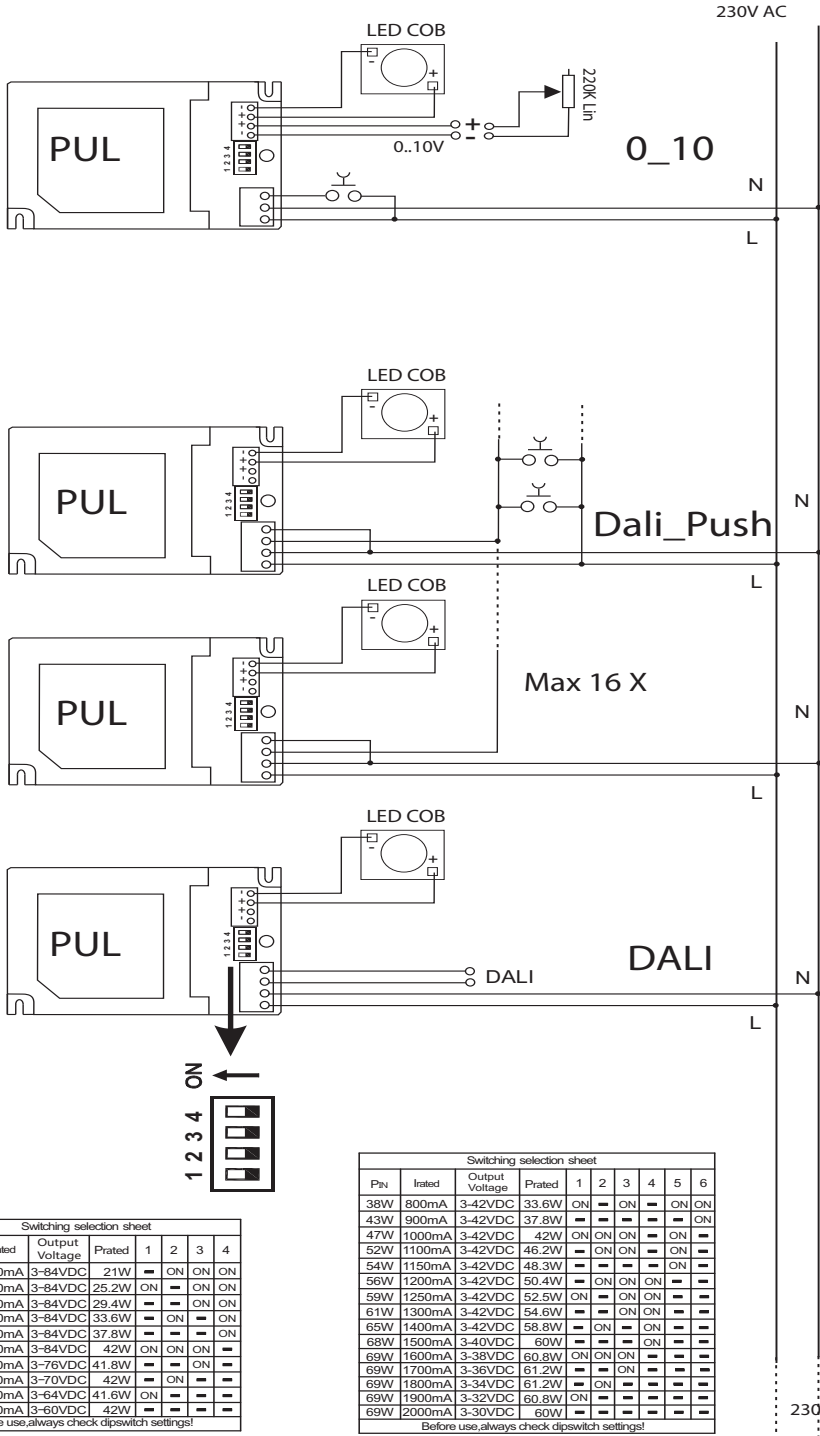 230V AC
LED COB
- +
PUL
- + + -
1 2 3 4
0..10V
+
-
220K Lin
0_10
N
L
LED COB
- +
PUL
- + + -
1 2 3 4
Dali_Push
N
L
LED COB
- +
PUL
- + + -
1 2 3 4
Max 16 X
N
L
LED COB
- +
PUL
- + + -
1 2 3 4
DALI
DALI
N
L
ON
1 2 3 4
Switching selection sheet
Output Voltage Prated 1 2 3 4
3-84VDC 21W - ON ON ON
3-84VDC 25.2W ON - ON ON
3-84VDC 29.4W - - ON ON
3-84VDC 33.6W - ON - ON
3-84VDC 37.8W - - - ON
3-84VDC 42W ON ON ON -
3-76VDC 41.8W - - ON -
3-70VDC 42W - ON - -
3-64VDC 41.6W ON - - -
3-60VDC 42W - - - -
use,always check dipswitch settings!
Switching selection sheet
PIN Irated Output Voltage Prated 1 2 3 4 5 6
38W 800mA 3-42VDC 33.6W ON - ON - ON ON
43W 900mA 3-42VDC 37.8W - - - - - ON
47W 1000mA 3-42VDC 42W ON ON ON - ON -
52W 1100mA 3-42VDC 46.2W - ON ON - ON -
54W 1150mA 3-42VDC 48.3W - - - - ON -
56W 1200mA 3-42VDC 50.4W - ON ON ON - -
59W 1250mA 3-42VDC 52.5W ON - ON ON - -
61W 1300mA 3-42VDC 54.6W - - ON ON - -
65W 1400mA 3-42VDC 58.8W - ON - ON - -
68W 1500mA 3-40VDC 60W - - - ON - -
69W 1600mA 3-38VDC 60.8W ON ON ON - - -
69W 1700mA 3-36VDC 61.2W - - ON - - -
69W 1800mA 3-34VDC 61.2W - ON - - - -
69W 1900mA 3-32VDC 60.8W ON - - - - -
69W 2000mA 3-30VDC 60W - - - - - -
Before use,always check dipswitch settings!
230